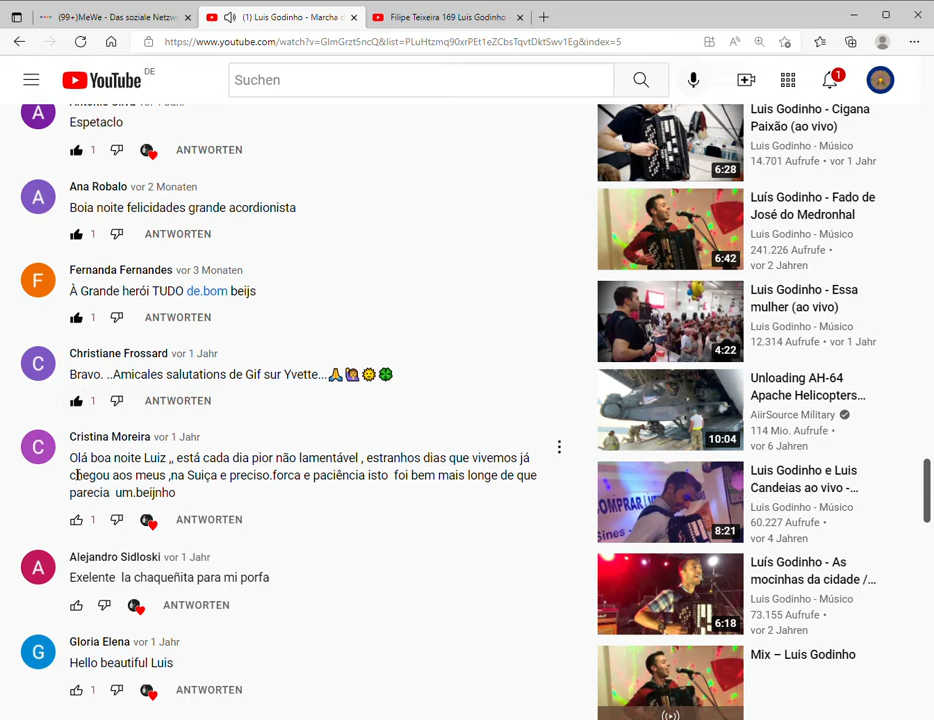 (99+)MeWe - Das soziale Netzwe
(1) Luis Godinho - Marcha d
Filipe Teixeira 169 Luis Godinho
https://www.youtube.com/watch?v=GlmGrzt5ncQ&list=PLuHtzmq90xrPEt1eZCbsTqvtDktSwv1Eg&index=5
YouTube DE
Suchen
1
A
Espetaclo
1 ANTWORTEN
A
Ana Robalo vor 2 Monaten
Boia noite felicidades grande acordionista
1 ANTWORTEN
F
Fernanda Fernandes vor 3 Monaten
À Grande herói TUDO de.bom beijs
1 ANTWORTEN
C
Christiane Frossard vor 1 Jahr
Bravo. ..Amicales salutations de Gif sur Yvette...🙏🙋🌞🍀
1 ANTWORTEN
C
Cristina Moreira vor 1 Jahr
Olá boa noite Luiz ,, está cada dia pior não lamentável , estranhos dias que vivemos já
chegou aos meus ,na Suiça e preciso.forca e paciência isto foi bem mais longe de que
parecia um.beijnho
1 ANTWORTEN
A
Alejandro Sidloski vor 1 Jahr
Exelente la chaqueñita para mi porfa
ANTWORTEN
G
Gloria Elena vor 1 Jahr
Hello beautiful Luis
1 ANTWORTEN
6:28
Luis Godinho - Cigana
Paixão (ao vivo)
Luis Godinho - Músico
14.701 Aufrufe • vor 1 Jahr
6:42
Luís Godinho - Fado de
José do Medronhal
Luis Godinho - Músico
241.226 Aufrufe •
vor 2 Jahren
4:22
Luis Godinho - Essa
mulher (ao vivo)
Luis Godinho - Músico
12.314 Aufrufe • vor 1 Jahr
10:04
Unloading AH-64
Apache Helicopters...
AiirSource Military
114 Mio. Aufrufe •
vor 6 Jahren
COMPRAR
Sines -
8:21
Luis Godinho e Luis
Candeias ao vivo -...
Luis Godinho - Músico
60.227 Aufrufe •
vor 4 Jahren
6:18
Luís Godinho - As
mocinhas da cidade /...
Luis Godinho - Músico
73.155 Aufrufe •
vor 2 Jahren
Mix – Luis Godinho